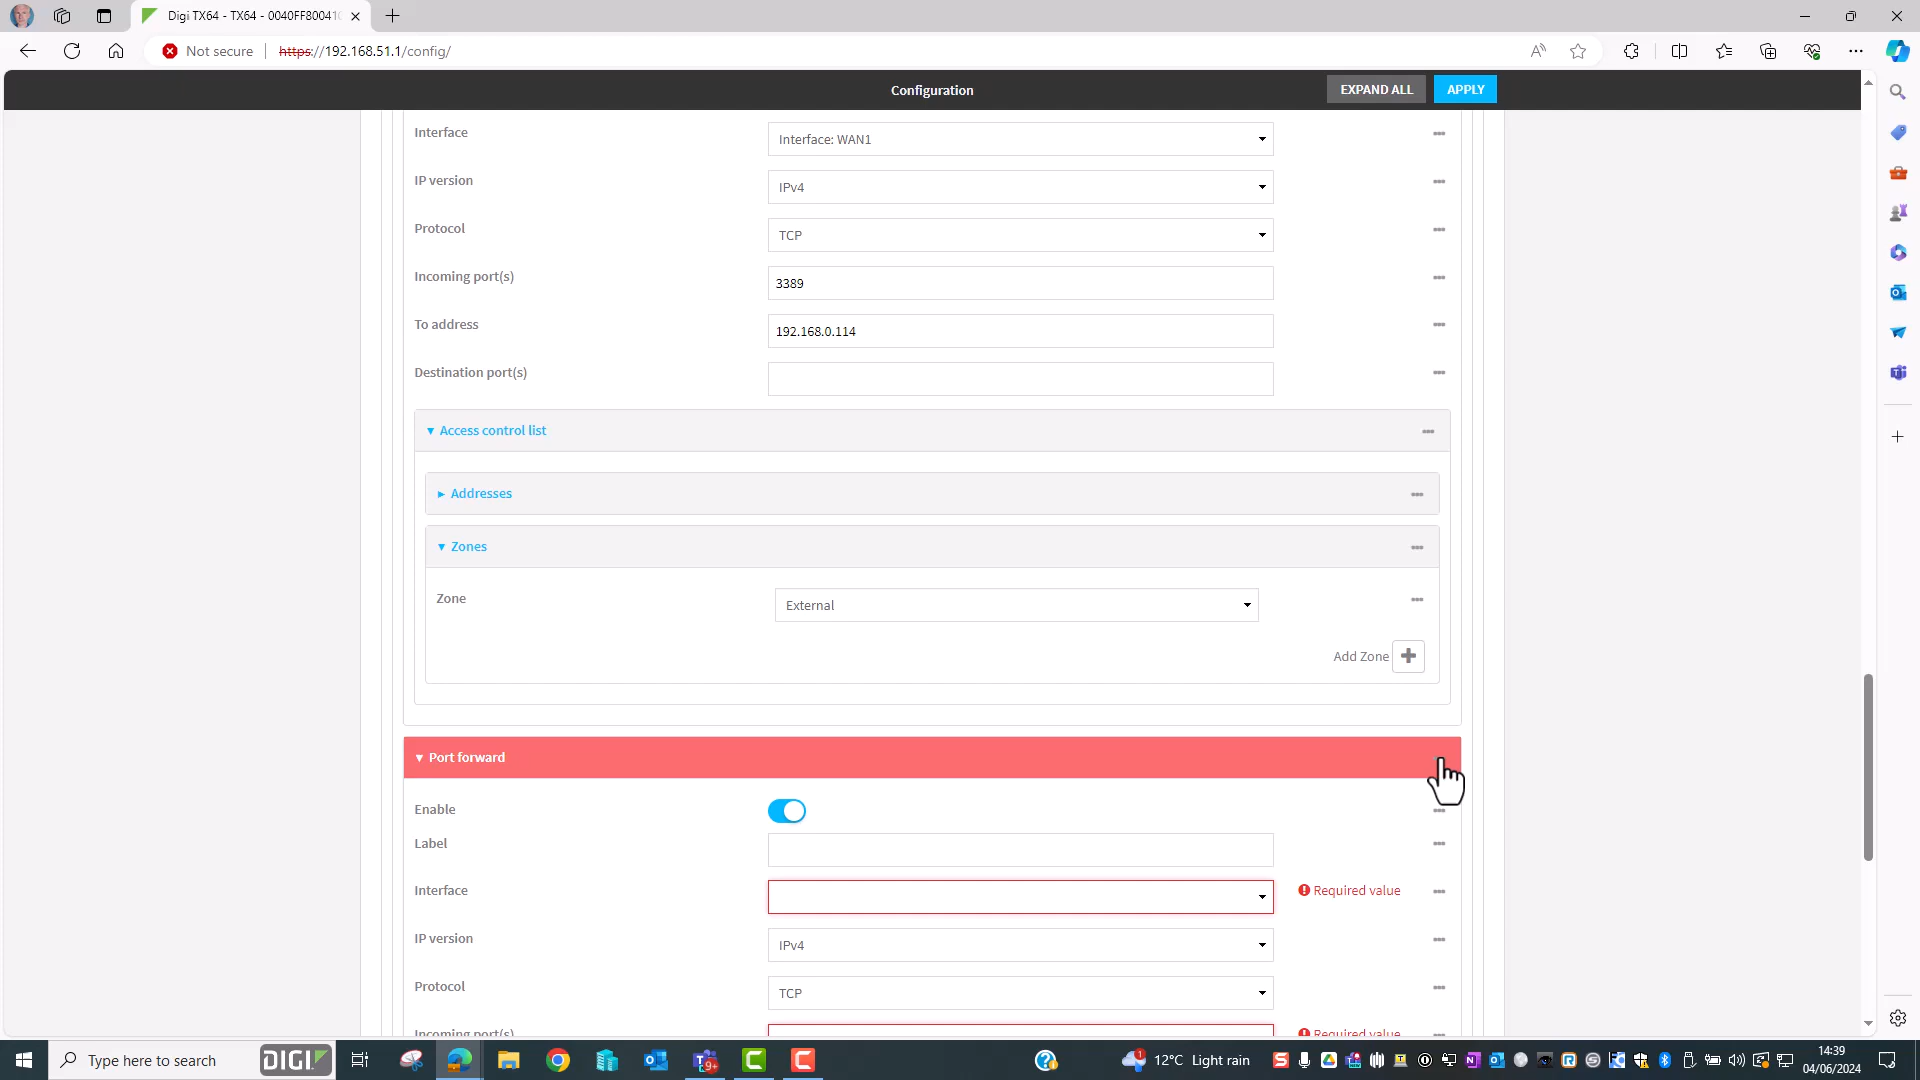 Digi TX64 - TX64 - 0040FF80041
Not secure
https://192.168.51.1/config/
Configuration
EXPAND ALL
APPLY
Interface
Interface: WAN1
IP version
IPv4
Protocol
TCP
Incoming port(s)
3389
To address
192.168.0.114
Destination port(s)
Access control list
Addresses
Zones
Zone
External
Add Zone
Port forward
Enable
Label
Interface
Required value
IP version
IPv4
Protocol
TCP
Incoming port(s)
Required value
Type here to search
DIGI
9+
1
12°C Light rain
14:39
04/06/2024